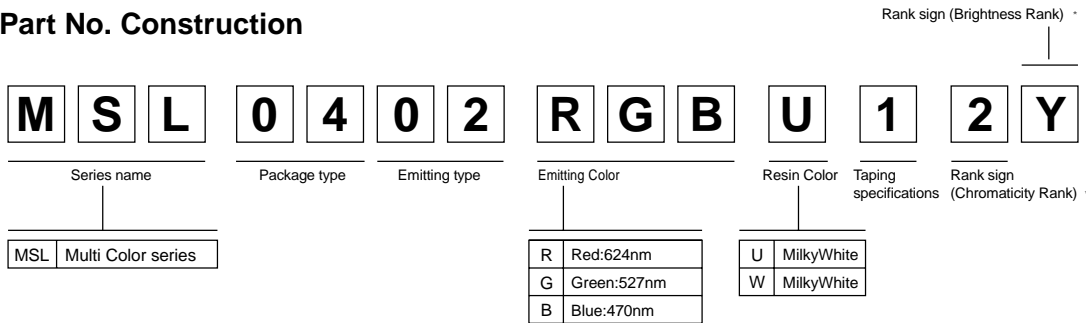 Part No. Construction
Rank sign (Brightness Rank) *
M S L 0 4 0 2 R G B U 1 2 Y
Series name Package type Emitting type Emitting Color Resin Color Taping specifications Rank sign (Chromaticity Rank) *
MSL Multi Color series
R Red:624nm
G Green:527nm
B Blue:470nm
U MilkyWhite
W MilkyWhite